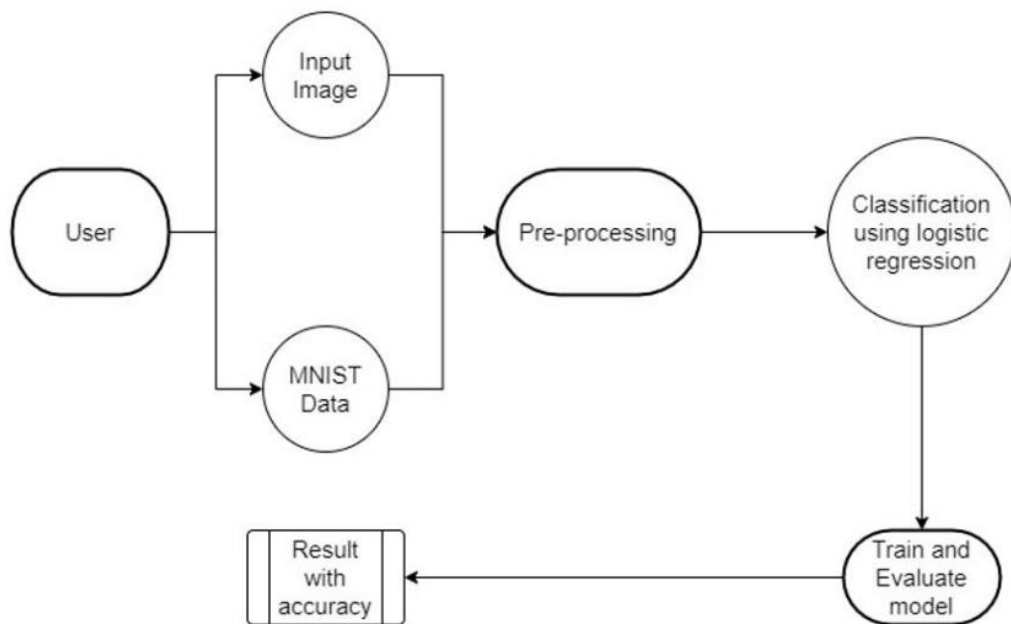 Input
Image
User
MNIST
Data
Pre-processing
Classification
using logistic
regression
Train and
Evaluate
model
Result
with
accuracy